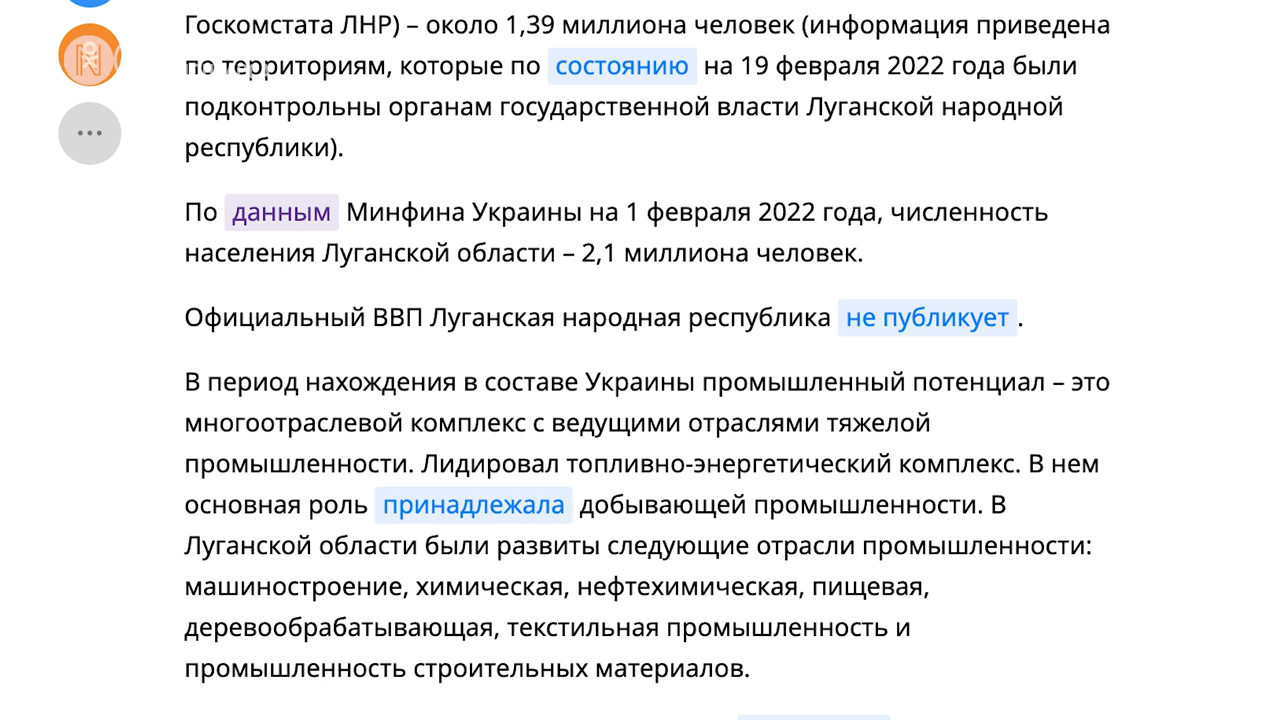 Госкомстата ЛНР) – около 1,39 миллиона человек (информация приведена
по территориям, которые по состоянию на 19 февраля 2022 года были
подконтрольны органам государственной власти Луганской народной
республики).
По данным Минфина Украины на 1 февраля 2022 года, численность
населения Луганской области – 2,1 миллиона человек.
Официальный ВВП Луганская народная республика не публикует.
В период нахождения в составе Украины промышленный потенциал – это
многоотраслевой комплекс с ведущими отраслями тяжелой
промышленности. Лидировал топливно-энергетический комплекс. В нем
основная роль принадлежала добывающей промышленности. В
Луганской области были развиты следующие отрасли промышленности:
машиностроение, химическая, нефтехимическая, пищевая,
деревообрабатывающая, текстильная промышленность и
промышленность строительных материалов.